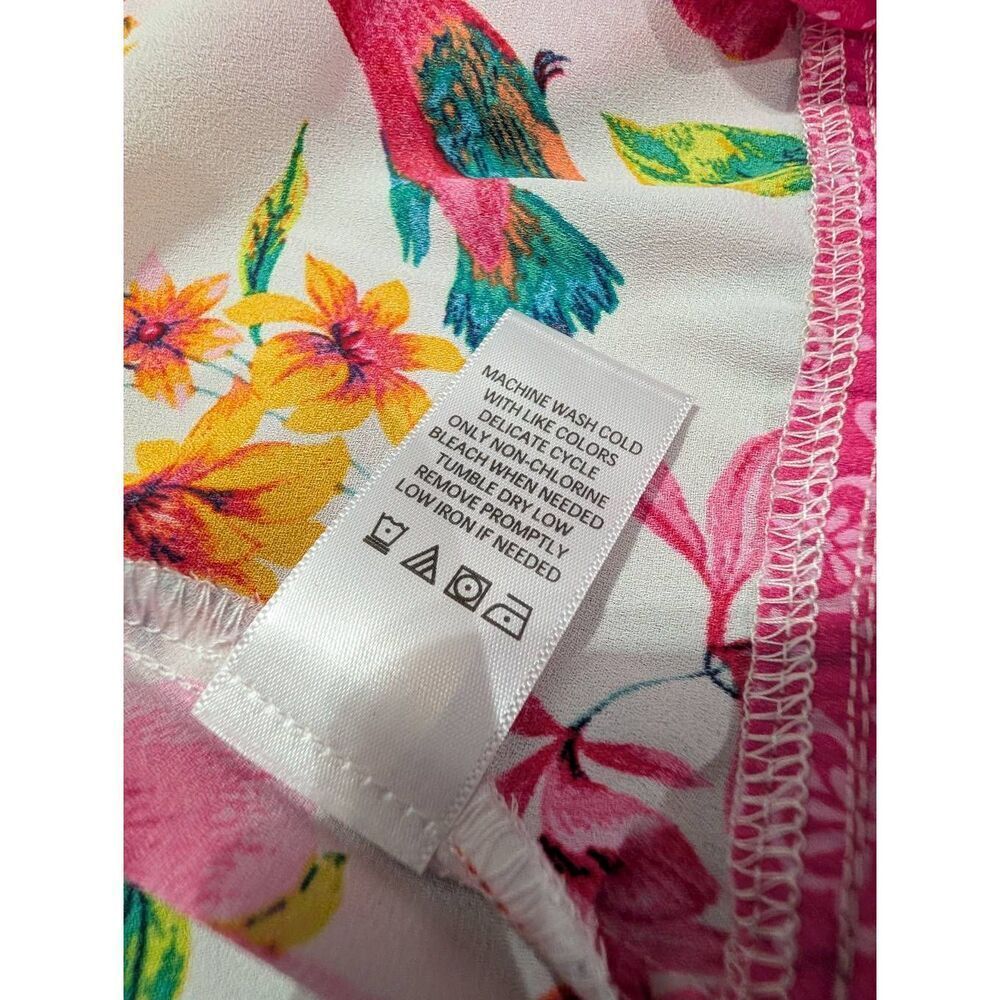 MACHINE WASH COLD
WITH LIKE COLORS
DELICATE CYCLE
ONLY NON-CHLORINE
BLEACH WHEN NEEDED
TUMBLE DRY LOW
REMOVE PROMPTLY
LOW IRON IF NEEDED